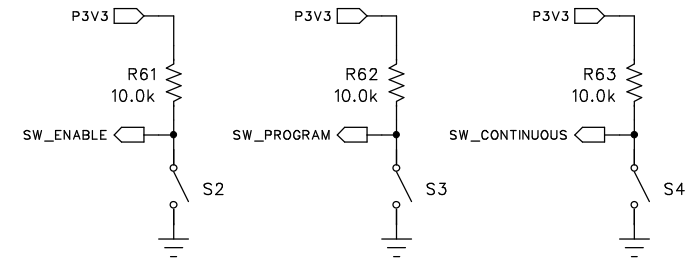 P3V3
R61
10.0k
SW_ENABLE
S2
P3V3
R62
10.0k
SW_PROGRAM
S3
P3V3
R63
10.0k
SW_CONTINUOUS
S4